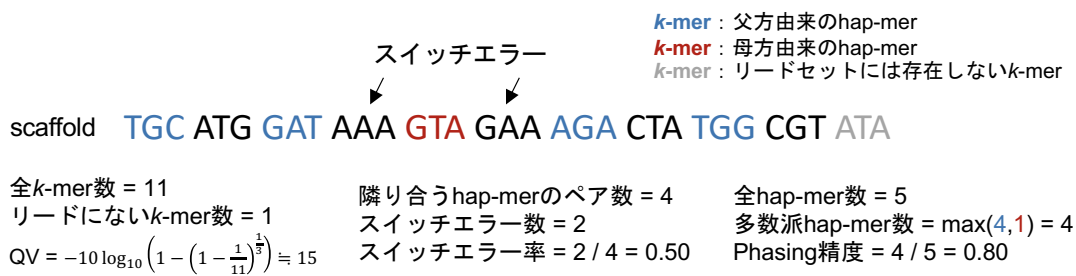 k-mer：父方由来のhap-mer
k-mer：母方由来のhap-mer
k-mer：リードセットには存在しないk-mer
スイッチエラー
scaffold TGC ATG GAT AAA GTA GAA AGA CTA TGG CGT ATA
全k-mer数 = 11
リードにないk-mer数 = 1
QV = −10 log₁₀ (1 − (1 − 1/11)^(1/3)) ≒ 15
隣り合うhap-merのペア数 = 4
スイッチエラー数 = 2
スイッチエラー率 = 2 / 4 = 0.50
全hap-mer数 = 5
多数派hap-mer数 = max(4,1) = 4
Phasing精度 = 4 / 5 = 0.80